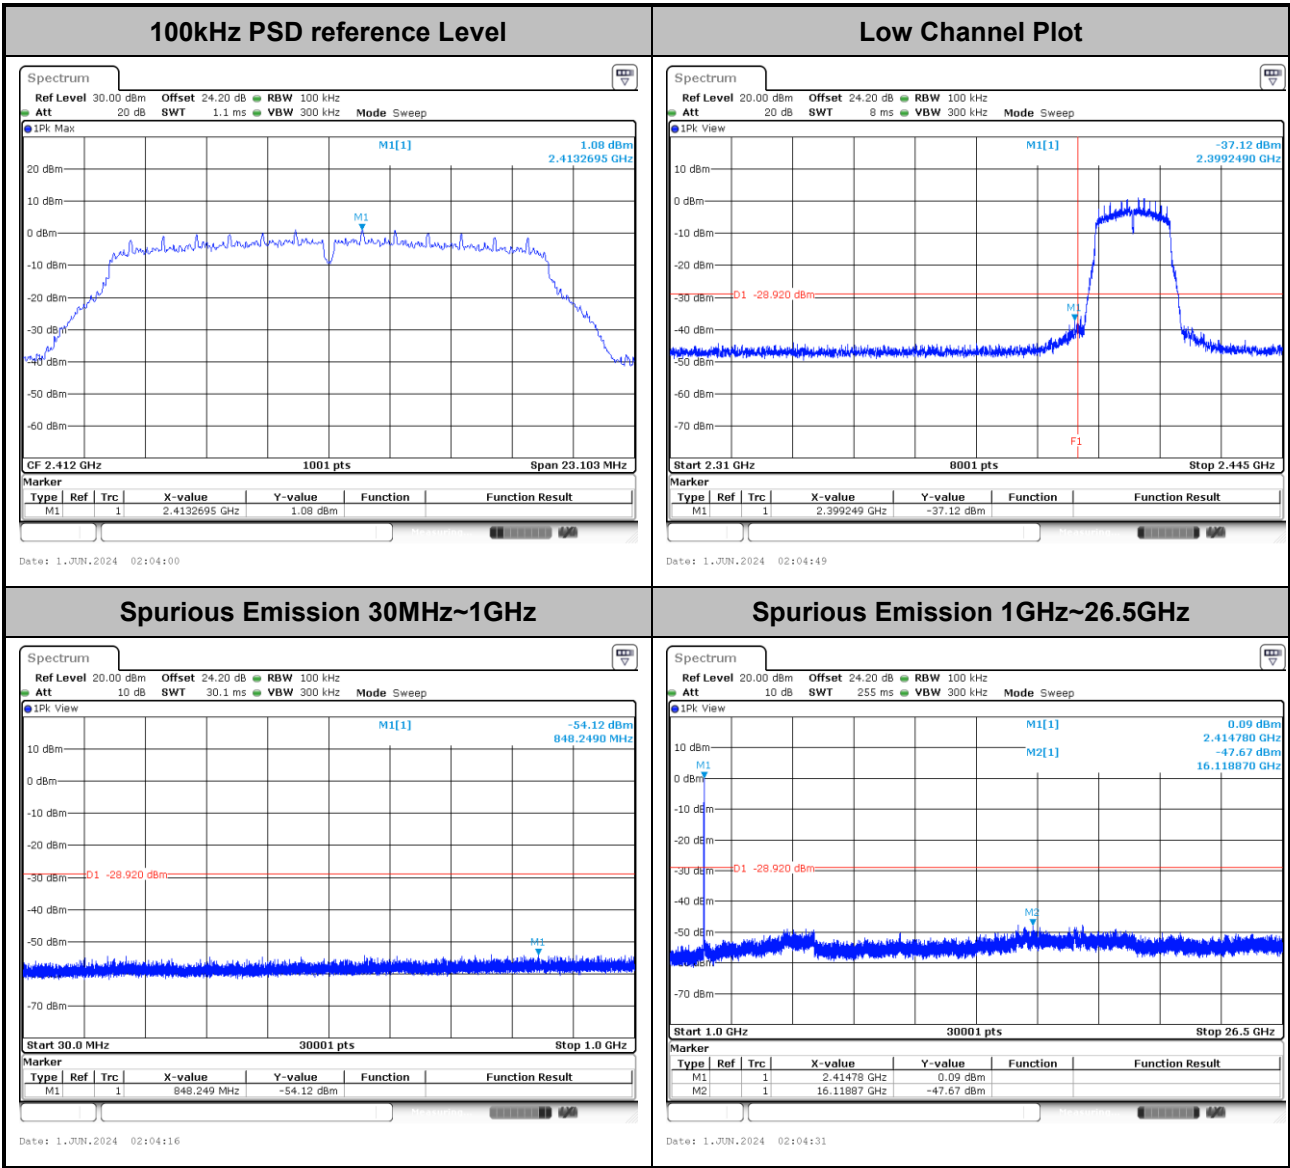 100kHz PSD reference Level
Spectrum
Ref Level 30.00 dBm Offset 24.20 dB RBW 100 kHz
Att 20 dB SWT 1.1 ms VBW 300 kHz Mode Sweep
1Pk Max
M1[1] 1.08 dBm
2.4132695 GHz
20 dBm
10 dBm
M1
0 dBm
-10 dBm
-20 dBm
-30 dBm
-40 dBm
-50 dBm
-60 dBm
CF 2.412 GHz 1001 pts Span 23.103 MHz
Marker
Type Ref Trc X-value Y-value Function Function Result
M1 1 2.4132695 GHz 1.08 dBm
Date: 1.JUN.2024 02:04:00
Low Channel Plot
Spectrum
Ref Level 20.00 dBm Offset 24.20 dB RBW 100 kHz
Att 20 dB SWT 8 ms VBW 300 kHz Mode Sweep
1Pk View
M1[1] -37.12 dBm
2.3992490 GHz
10 dBm
0 dBm
-10 dBm
-20 dBm
-30 dBm D1 -28.920 dBm
M1
-40 dBm
-50 dBm
-60 dBm
-70 dBm
F1
Start 2.31 GHz 8001 pts Stop 2.445 GHz
Marker
Type Ref Trc X-value Y-value Function Function Result
M1 1 2.399249 GHz -37.12 dBm
Date: 1.JUN.2024 02:04:49
Spurious Emission 30MHz~1GHz
Spectrum
Ref Level 20.00 dBm Offset 24.20 dB RBW 100 kHz
Att 10 dB SWT 30.1 ms VBW 300 kHz Mode Sweep
1Pk View
M1[1] -54.12 dBm
848.2490 MHz
10 dBm
0 dBm
-10 dBm
-20 dBm
-30 dBm D1 -28.920 dBm
-40 dBm
-50 dBm
M1
-70 dBm
Start 30.0 MHz 30001 pts Stop 1.0 GHz
Marker
Type Ref Trc X-value Y-value Function Function Result
M1 1 848.249 MHz -54.12 dBm
Date: 1.JUN.2024 02:04:16
Spurious Emission 1GHz~26.5GHz
Spectrum
Ref Level 20.00 dBm Offset 24.20 dB RBW 100 kHz
Att 10 dB SWT 255 ms VBW 300 kHz Mode Sweep
1Pk View
M1[1] 0.09 dBm
2.414780 GHz
M2[1] -47.67 dBm
16.118870 GHz
10 dBm
M1
0 dBm
-10 dBm
-20 dBm
-30 dBm D1 -28.920 dBm
-40 dBm
M2
-50 dBm
-70 dBm
Start 1.0 GHz 30001 pts Stop 26.5 GHz
Marker
Type Ref Trc X-value Y-value Function Function Result
M1 1 2.41478 GHz 0.09 dBm
M2 1 16.11887 GHz -47.67 dBm
Date: 1.JUN.2024 02:04:31